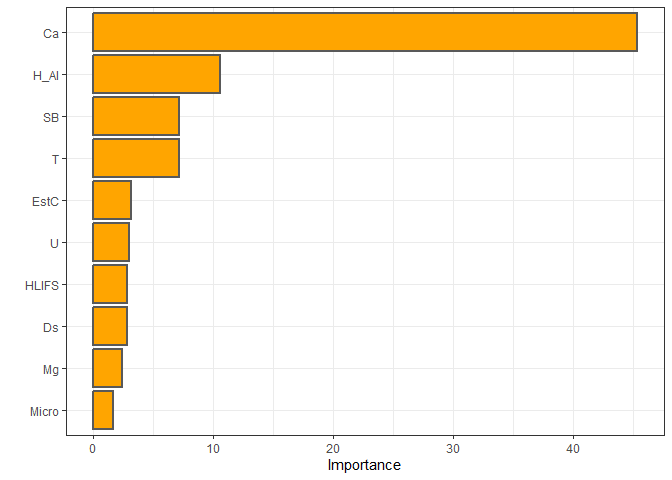 Ca
H_Al
SB
T
EstC
U
HLIFS
Ds
Mg
Micro
0 10 20 30 40
Importance